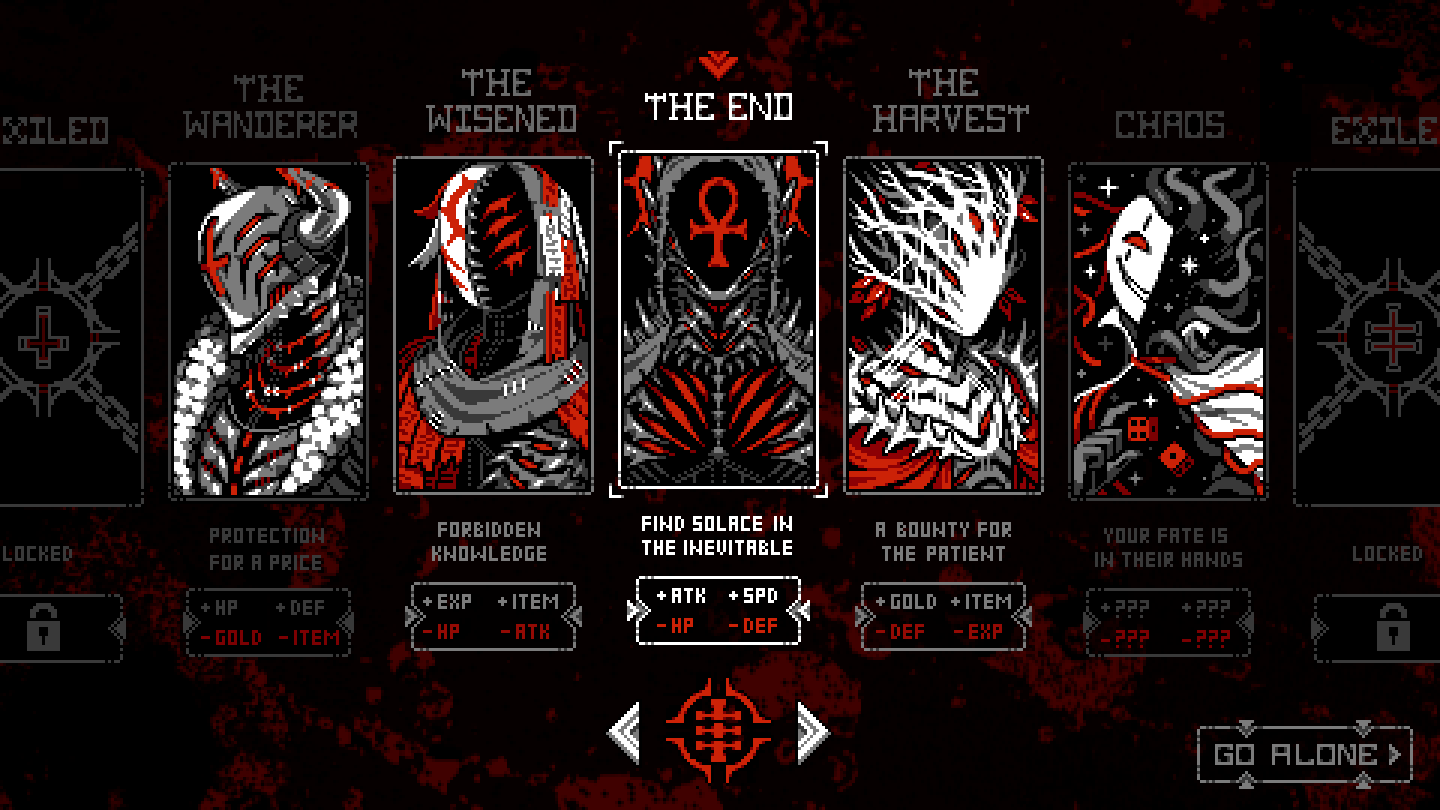 XILED
LOCKED
THE
WANDERER
PROTECTION
FOR A PRICE
+HP +DEF
-GOLD -ITEM
THE
WISENED
FORBIDDEN
KNOWLEDGE
+EXP +ITEM
-HP -ATK
THE END
FIND SOLACE IN
THE INEVITABLE
+ATK +SPD
-HP -DEF
THE
HARVEST
A BOUNTY FOR
THE PATIENT
+GOLD +ITEM
-DEF -EXP
CHAOS
YOUR FATE IS
IN THEIR HANDS
+??? +???
-??? -???
EXILE
LOCKED
GO ALONE